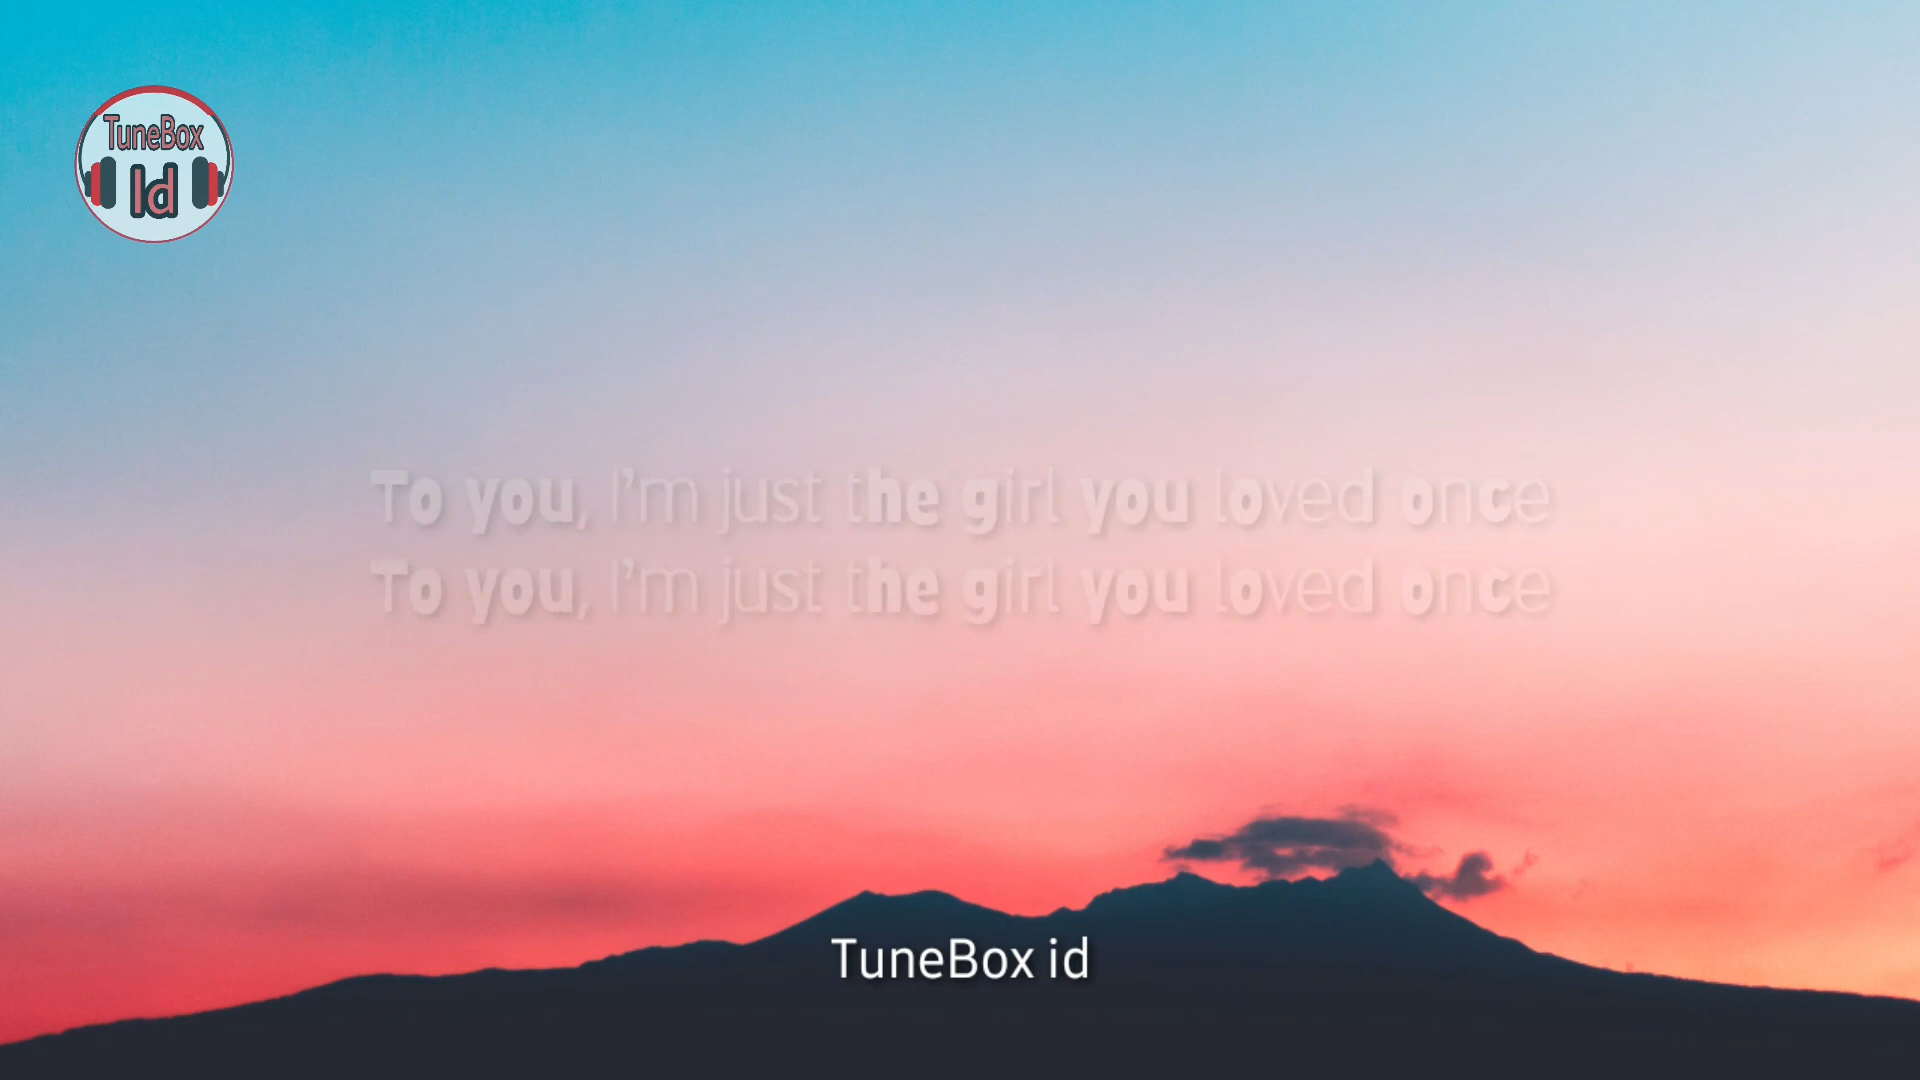 TuneBox
Id
To you, I'm just the girl you loved once
To you, I'm just the girl you loved once
TuneBox id